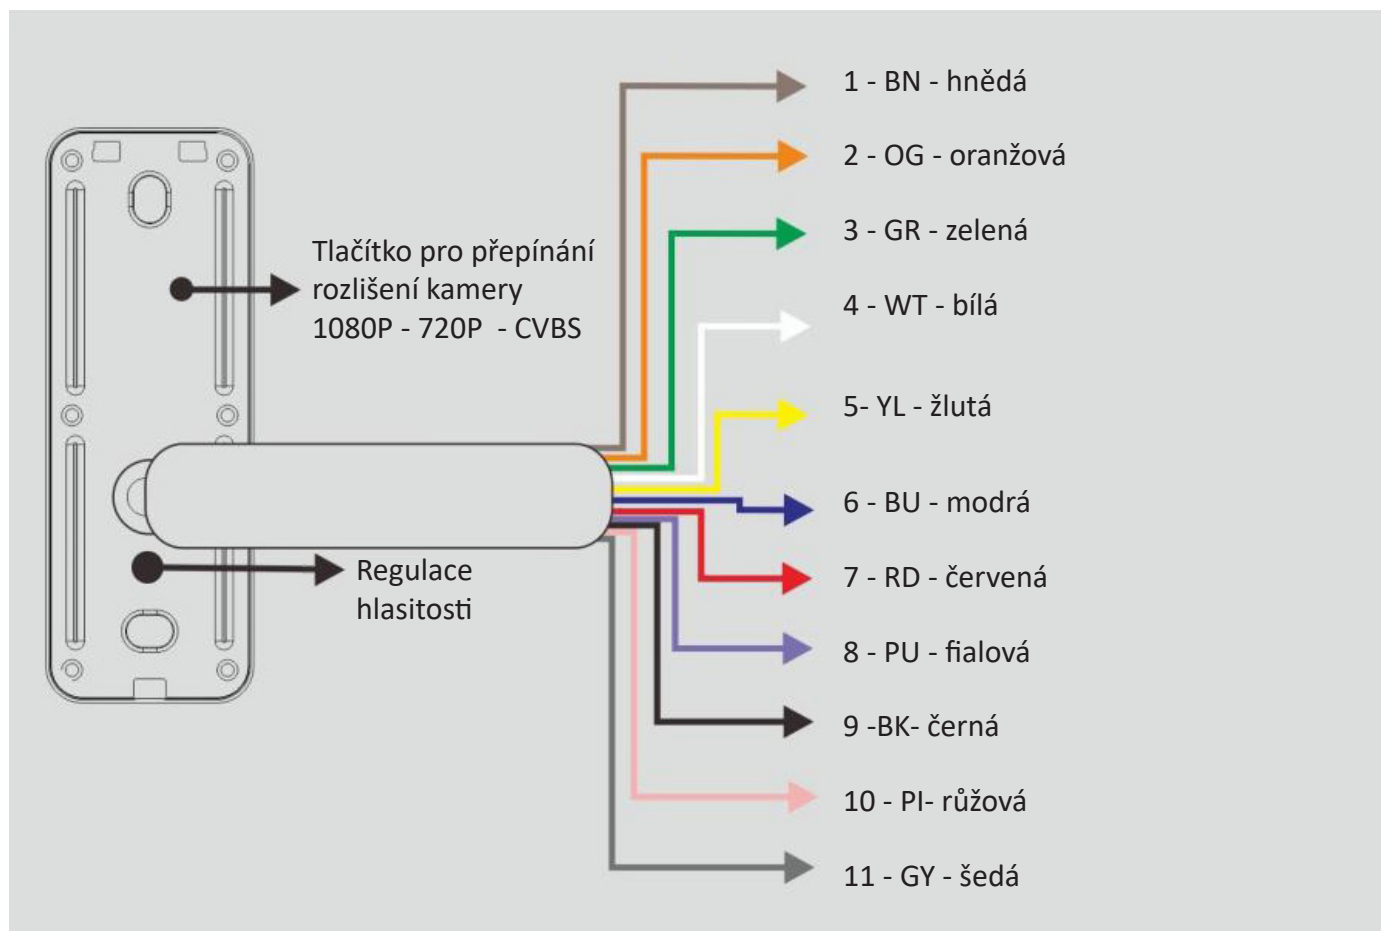 1 - BN - hnědá
2 - OG - oranžová
3 - GR - zelená
Tlačítko pro přepínání
rozlišení kamery
1080P - 720P  - CVBS
4 - WT - bílá
5- YL - žlutá
6 - BU - modrá
7 - RD - červená
Regulace
hlasitosti
8 - PU - fialová
9 -BK- černá
10 - PI- růžová
11 - GY - šedá